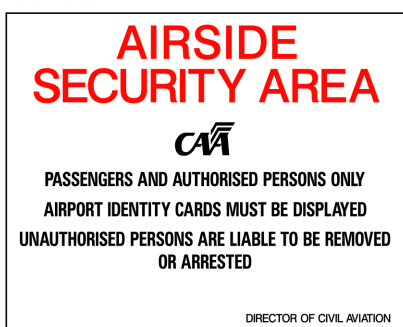 AIRSIDE
SECURITY AREA
CAA
PASSENGERS AND AUTHORISED PERSONS ONLY
AIRPORT IDENTITY CARDS MUST BE DISPLAYED
UNAUTHORISED PERSONS ARE LIABLE TO BE REMOVED
OR ARRESTED
DIRECTOR OF CIVIL AVIATION